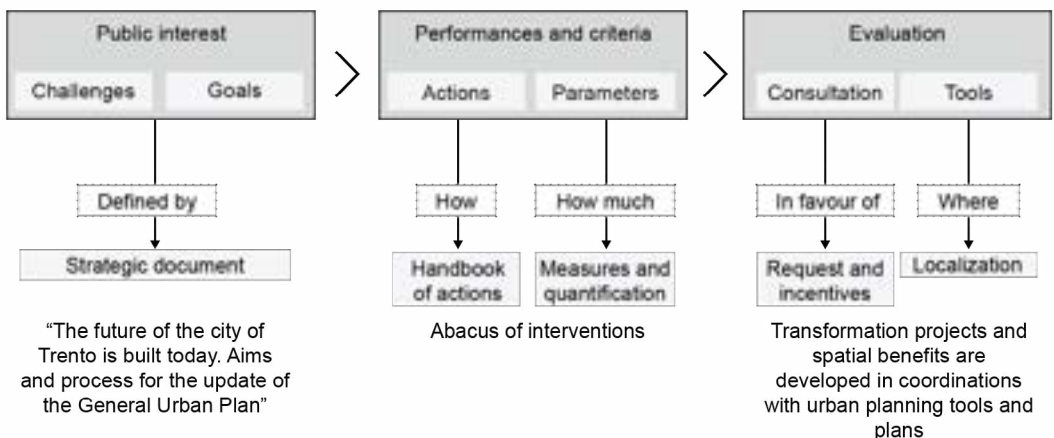 Public interest
Challenges
Goals
Defined by
Strategic document
“The future of the city of
Trento is built today. Aims
and process for the update of
the General Urban Plan”
Performances and criteria
Actions
Parameters
How
How much
Handbook
of actions
Measures and
quantification
Abacus of interventions
Evaluation
Consultation
Tools
In favour of
Where
Request and
incentives
Localization
Transformation projects and
spatial benefits are
developed in coordinations
with urban planning tools and
plans